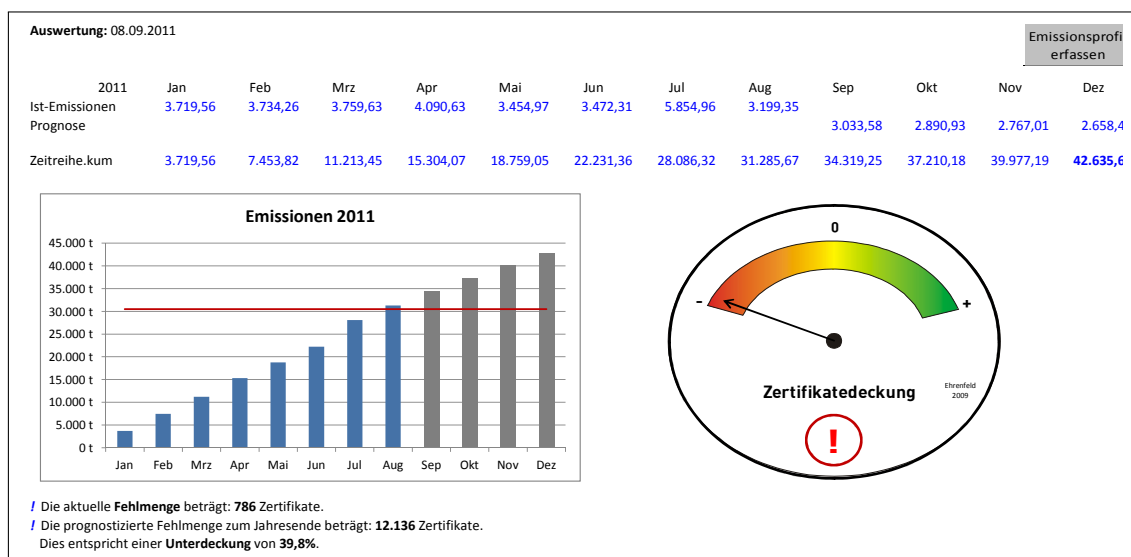 Auswertung: 08.09.2011
Emissionsprofi
erfassen
2011 Jan Feb Mrz Apr Mai Jun Jul Aug Sep Okt Nov Dez
Ist-Emissionen 3.719,56 3.734,26 3.759,63 4.090,63 3.454,97 3.472,31 5.854,96 3.199,35
Prognose 3.033,58 2.890,93 2.767,01 2.658,4
Zeitreihe.kum 3.719,56 7.453,82 11.213,45 15.304,07 18.759,05 22.231,36 28.086,32 31.285,67 34.319,25 37.210,18 39.977,19 42.635,6
Emissionen 2011
45.000 t
40.000 t
35.000 t
30.000 t
25.000 t
20.000 t
15.000 t
10.000 t
5.000 t
0 t
Jan Feb Mrz Apr Mai Jun Jul Aug Sep Okt Nov Dez
0
- +
Zertifikatedeckung
Ehrenfeld
2009
!
! Die aktuelle Fehlmenge beträgt: 786 Zertifikate.
! Die prognostizierte Fehlmenge zum Jahresende beträgt: 12.136 Zertifikate.
Dies entspricht einer Unterdeckung von 39,8%.